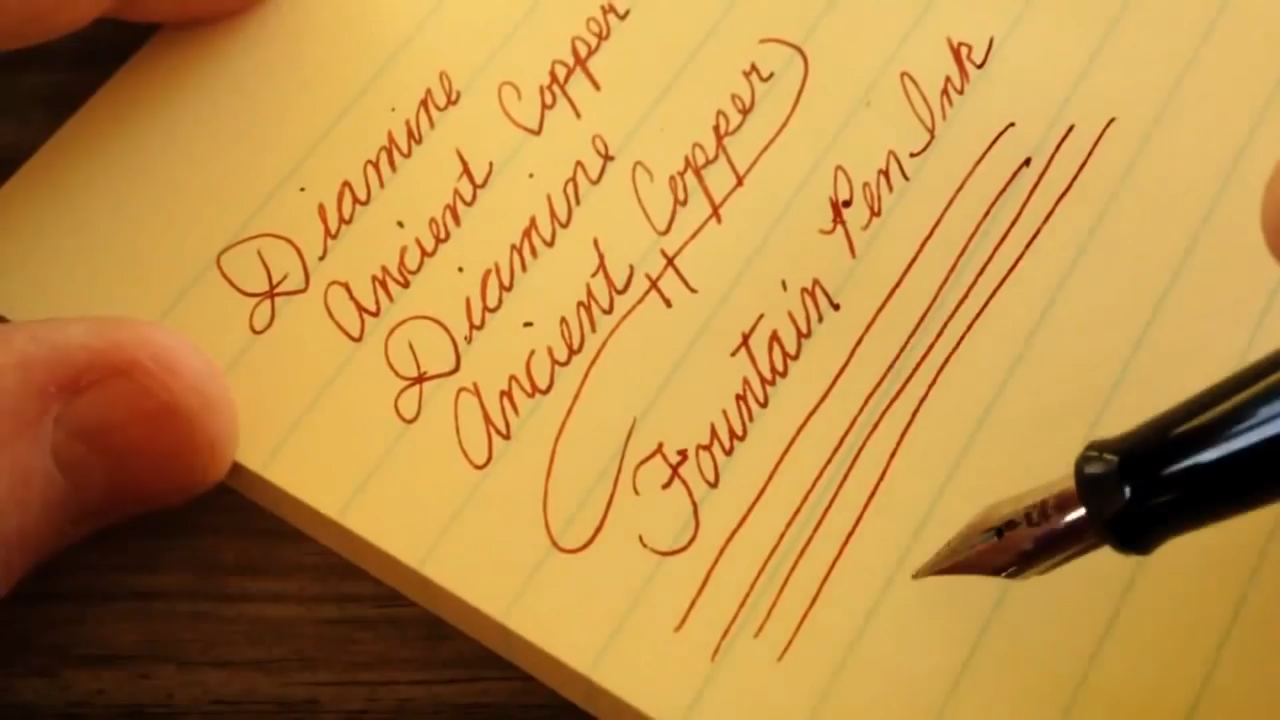 Diamine
Ancient Copper
Diamine
Ancient Copper
Fountain Pen Ink